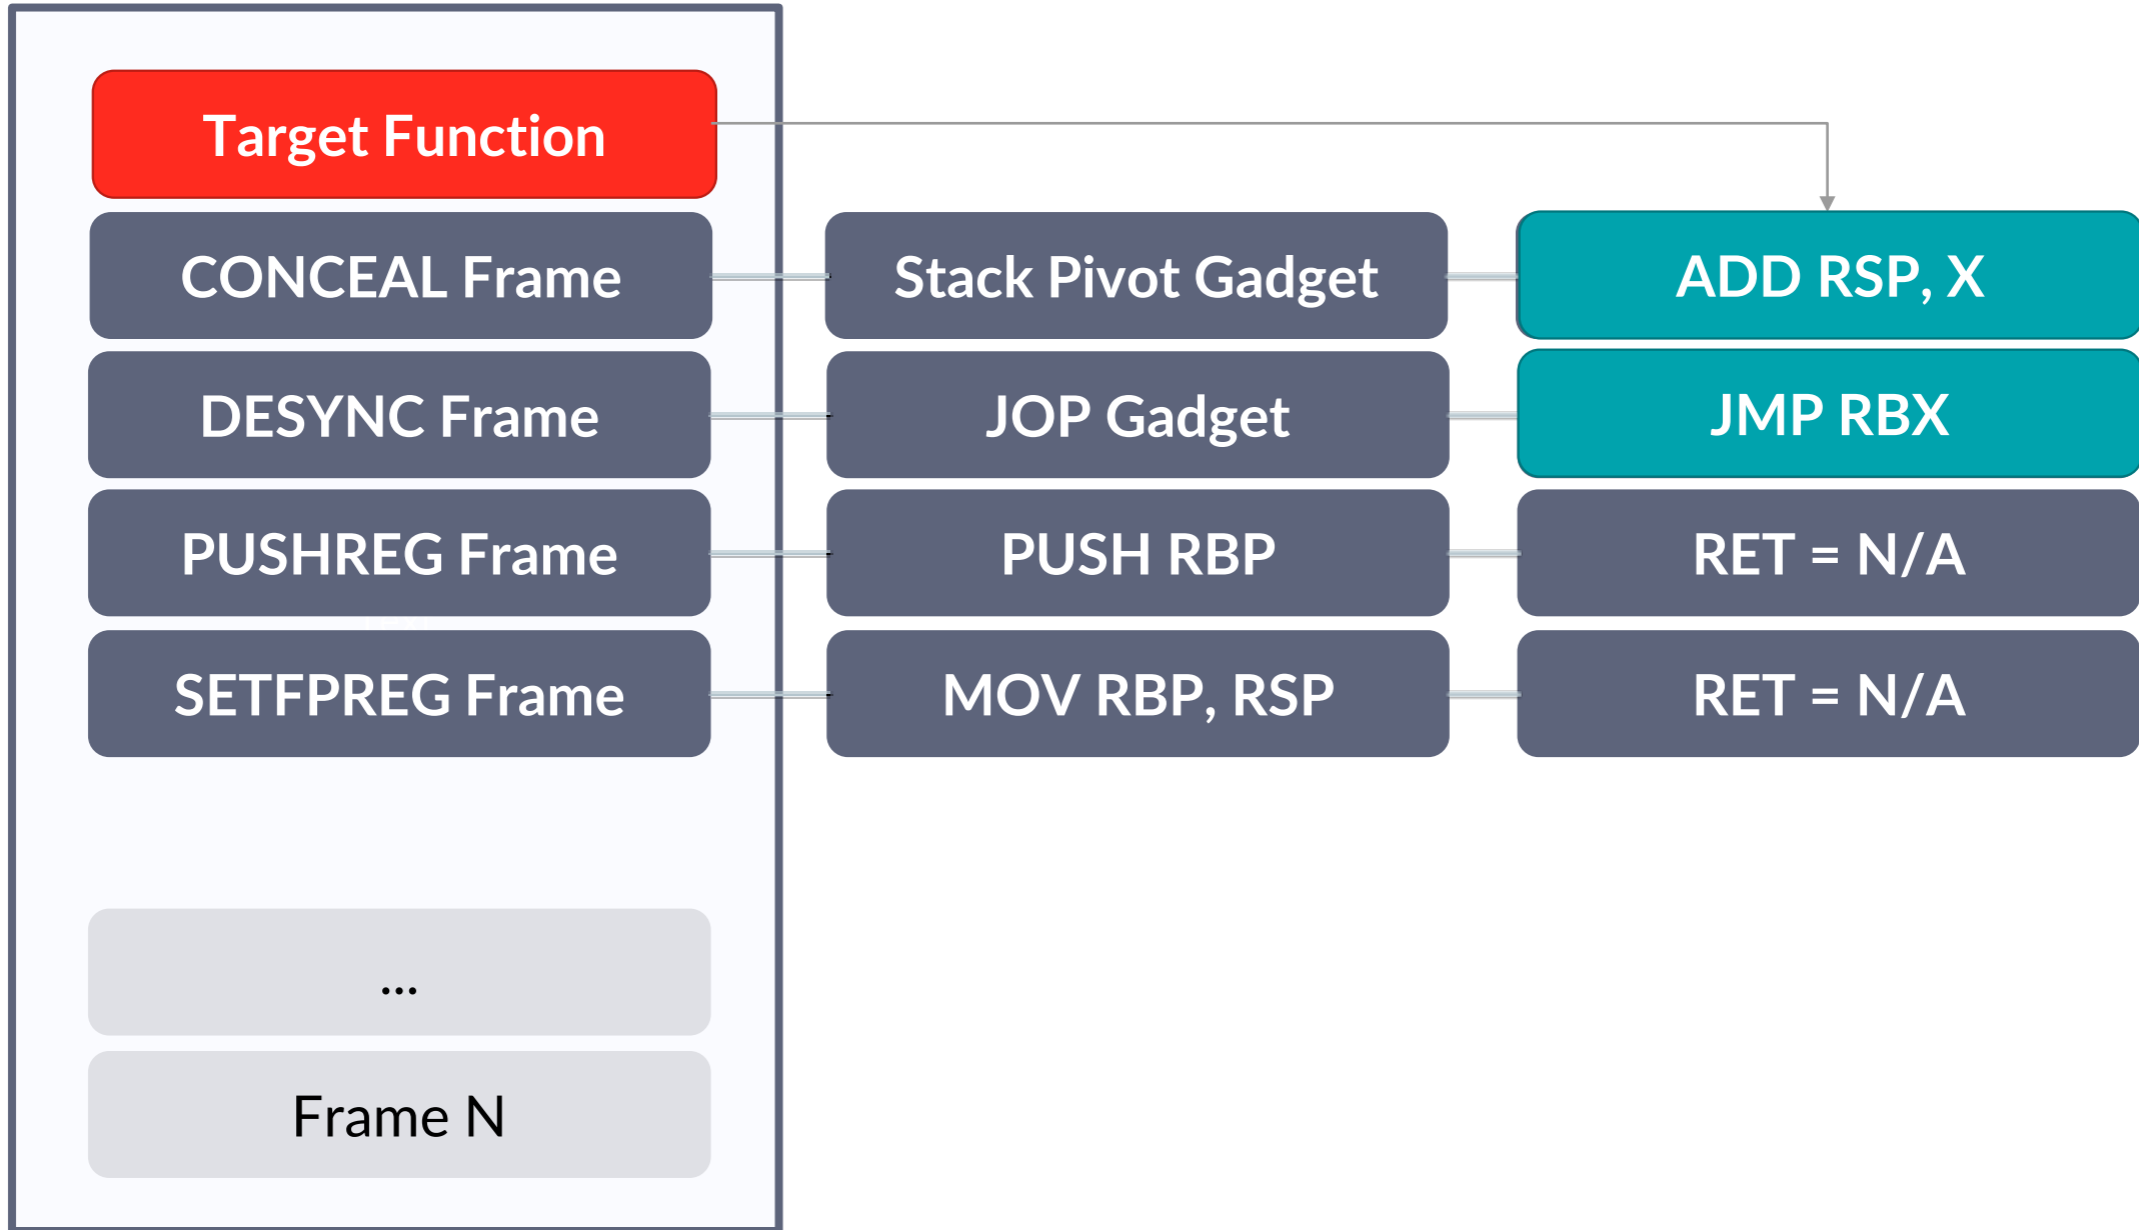 Target Function
CONCEAL Frame
Stack Pivot Gadget
ADD RSP, X
DESYNC Frame
JOP Gadget
JMP RBX
PUSHREG Frame
PUSH RBP
RET = N/A
SETFPREG Frame
MOV RBP, RSP
RET = N/A
...
Frame N